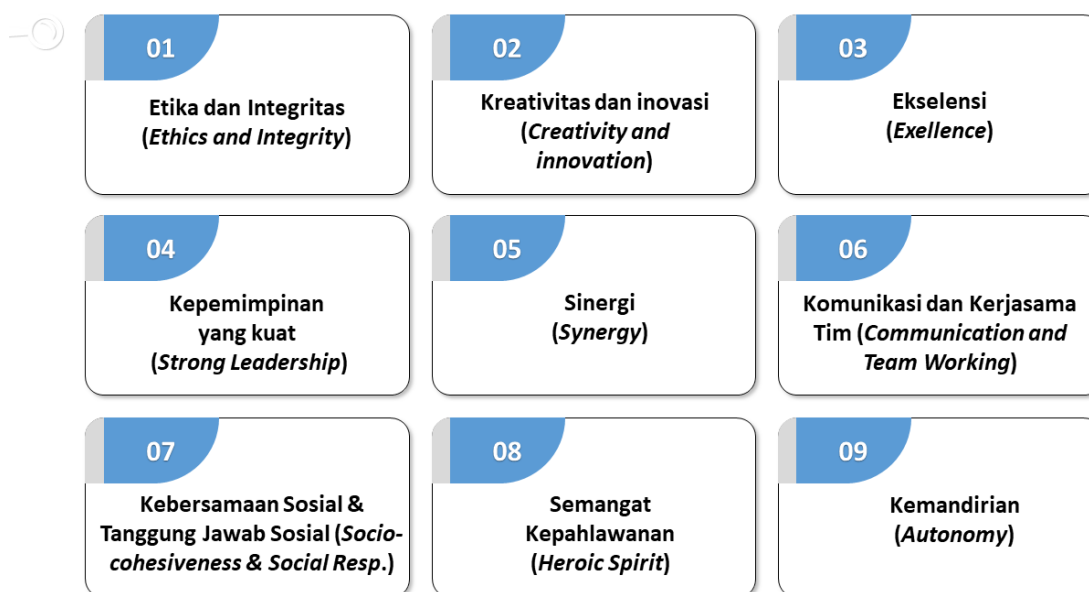 01
Etika dan Integritas
(Ethics and Integrity)
02
Kreativitas dan inovasi
(Creativity and
innovation)
03
Ekselensi
(Exellence)
04
Kepemimpinan
yang kuat
(Strong Leadership)
05
Sinergi
(Synergy)
06
Komunikasi dan Kerjasama
Tim (Communication and
Team Working)
07
Kebersamaan Sosial &
Tanggung Jawab Sosial (Socio-
cohesiveness & Social Resp.)
08
Semangat
Kepahlawanan
(Heroic Spirit)
09
Kemandirian
(Autonomy)